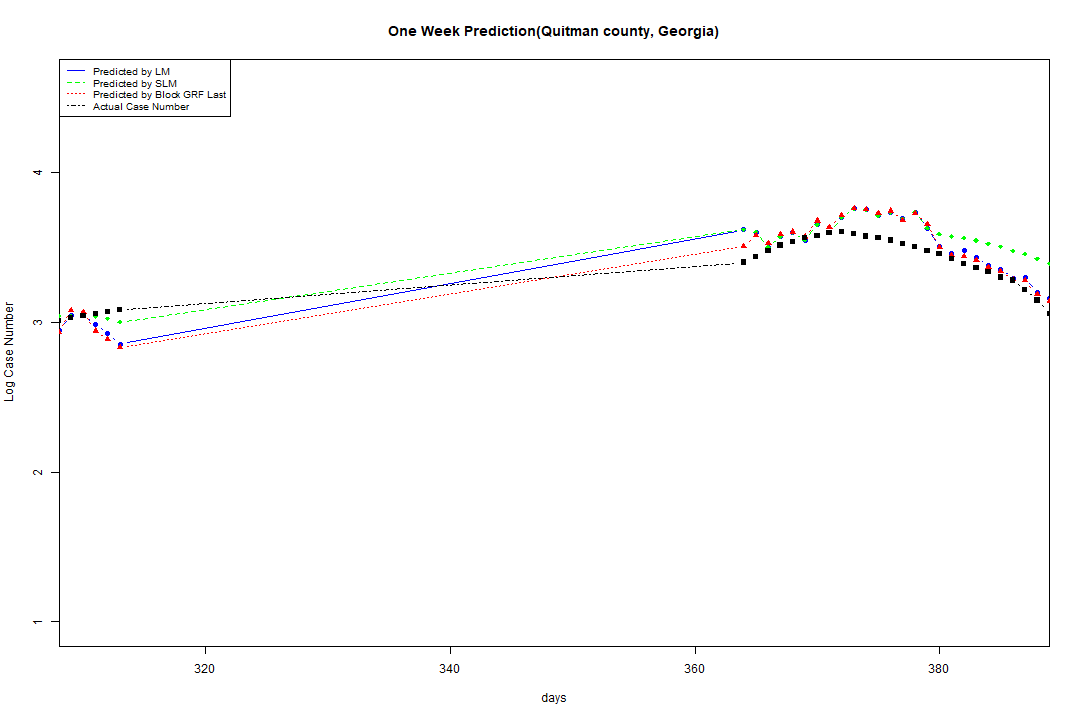 One Week Prediction(Quitman county, Georgia)
Predicted by LM
Predicted by SLM
Predicted by Block GRF Last
Actual Case Number
4
3
2
1
Log Case Number
320 340 360 380
days